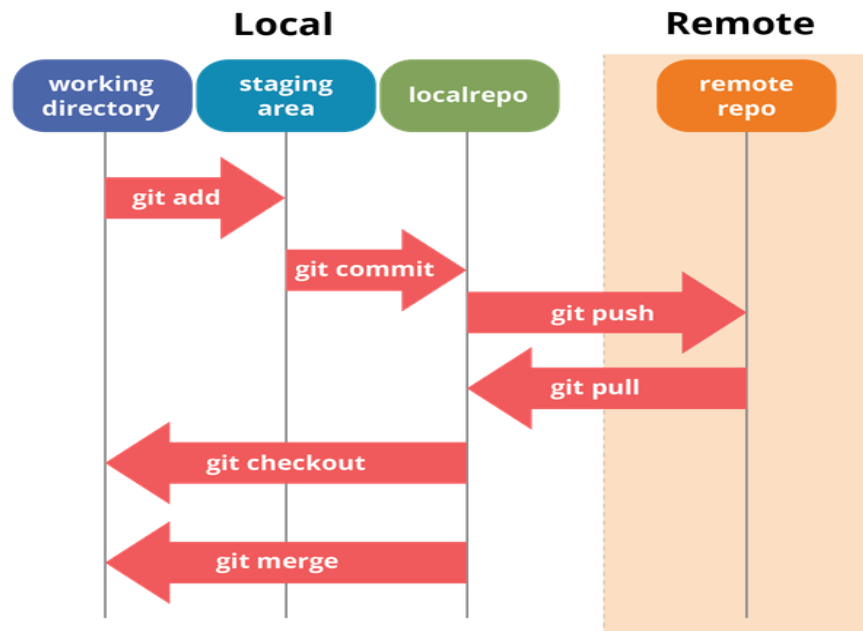 Local
Remote
working
directory
staging
area
localrepo
remote
repo
git add
git commit
git push
git pull
git checkout
git merge